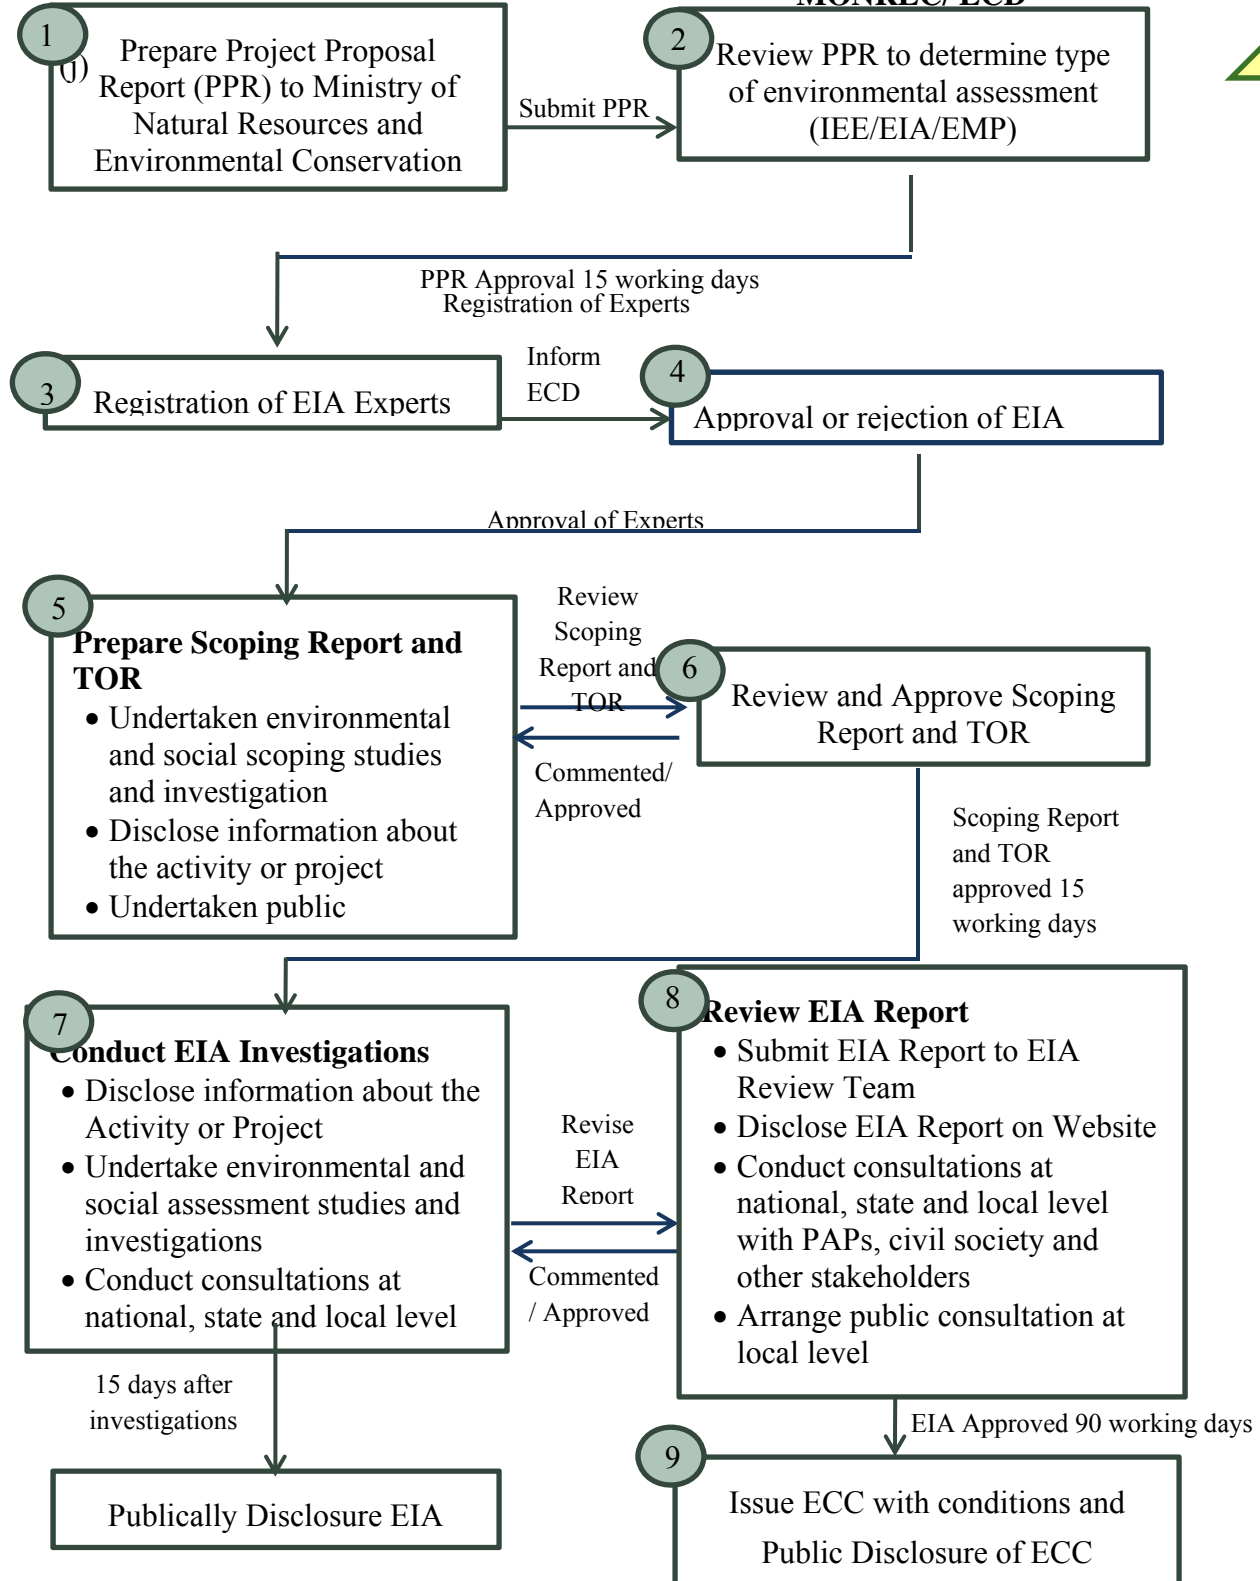 MONREC/ ECD
1
(j)
Prepare Project Proposal
Report (PPR) to Ministry of
Natural Resources and
Environmental Conservation
Submit PPR
2
Review PPR to determine type
of environmental assessment
(IEE/EIA/EMP)
PPR Approval 15 working days
Registration of Experts
3
Registration of EIA Experts
Inform
ECD
4
Approval or rejection of EIA
Approval of Experts
5
Prepare Scoping Report and
TOR
• Undertaken environmental
and social scoping studies
and investigation
• Disclose information about
the activity or project
• Undertaken public
Review
Scoping
Report and
TOR
Commented/
Approved
6
Review and Approve Scoping
Report and TOR
Scoping Report
and TOR
approved 15
working days
7
Conduct EIA Investigations
• Disclose information about the
Activity or Project
• Undertake environmental and
social assessment studies and
investigations
• Conduct consultations at
national, state and local level
Revise
EIA
Report
Commented
/ Approved
8
Review EIA Report
• Submit EIA Report to EIA
Review Team
• Disclose EIA Report on Website
• Conduct consultations at
national, state and local level
with PAPs, civil society and
other stakeholders
• Arrange public consultation at
local level
15 days after
investigations
Publically Disclosure EIA
EIA Approved 90 working days
9
Issue ECC with conditions and
Public Disclosure of ECC